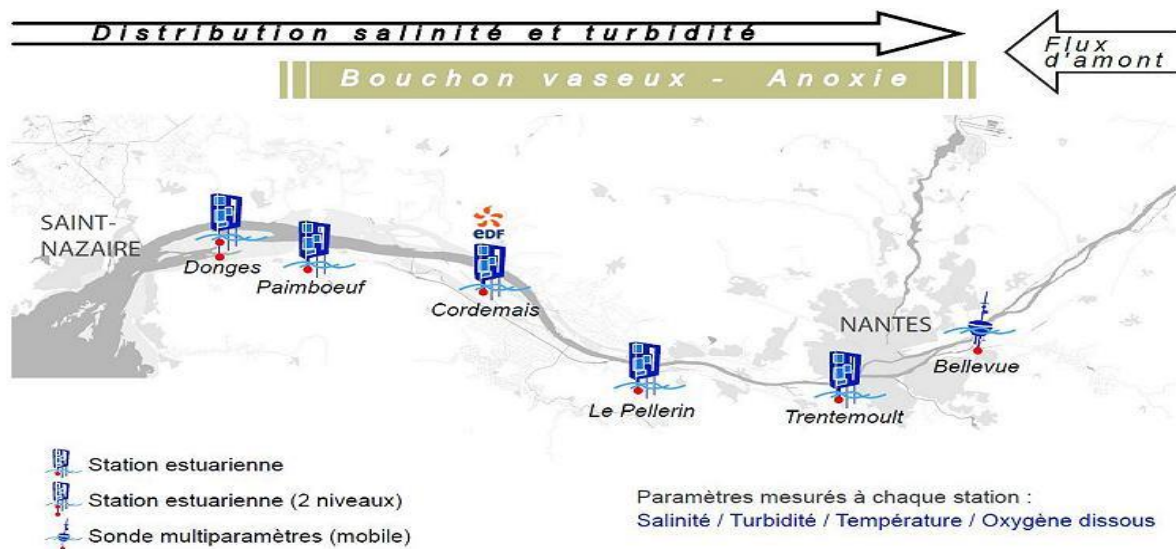 Distribution salinité et turbidité
Flux
d'amont
Bouchon vaseux - Anoxie
SAINT-
NAZAIRE
Donges
Paimboeuf
eDF
Cordemais
Le Pellerin
NANTES
Trentemoult
Bellevue
Station estuarienne
Station estuarienne (2 niveaux)
Sonde multiparamètres (mobile)
Paramètres mesurés à chaque station :
Salinité / Turbidité / Température / Oxygène dissous